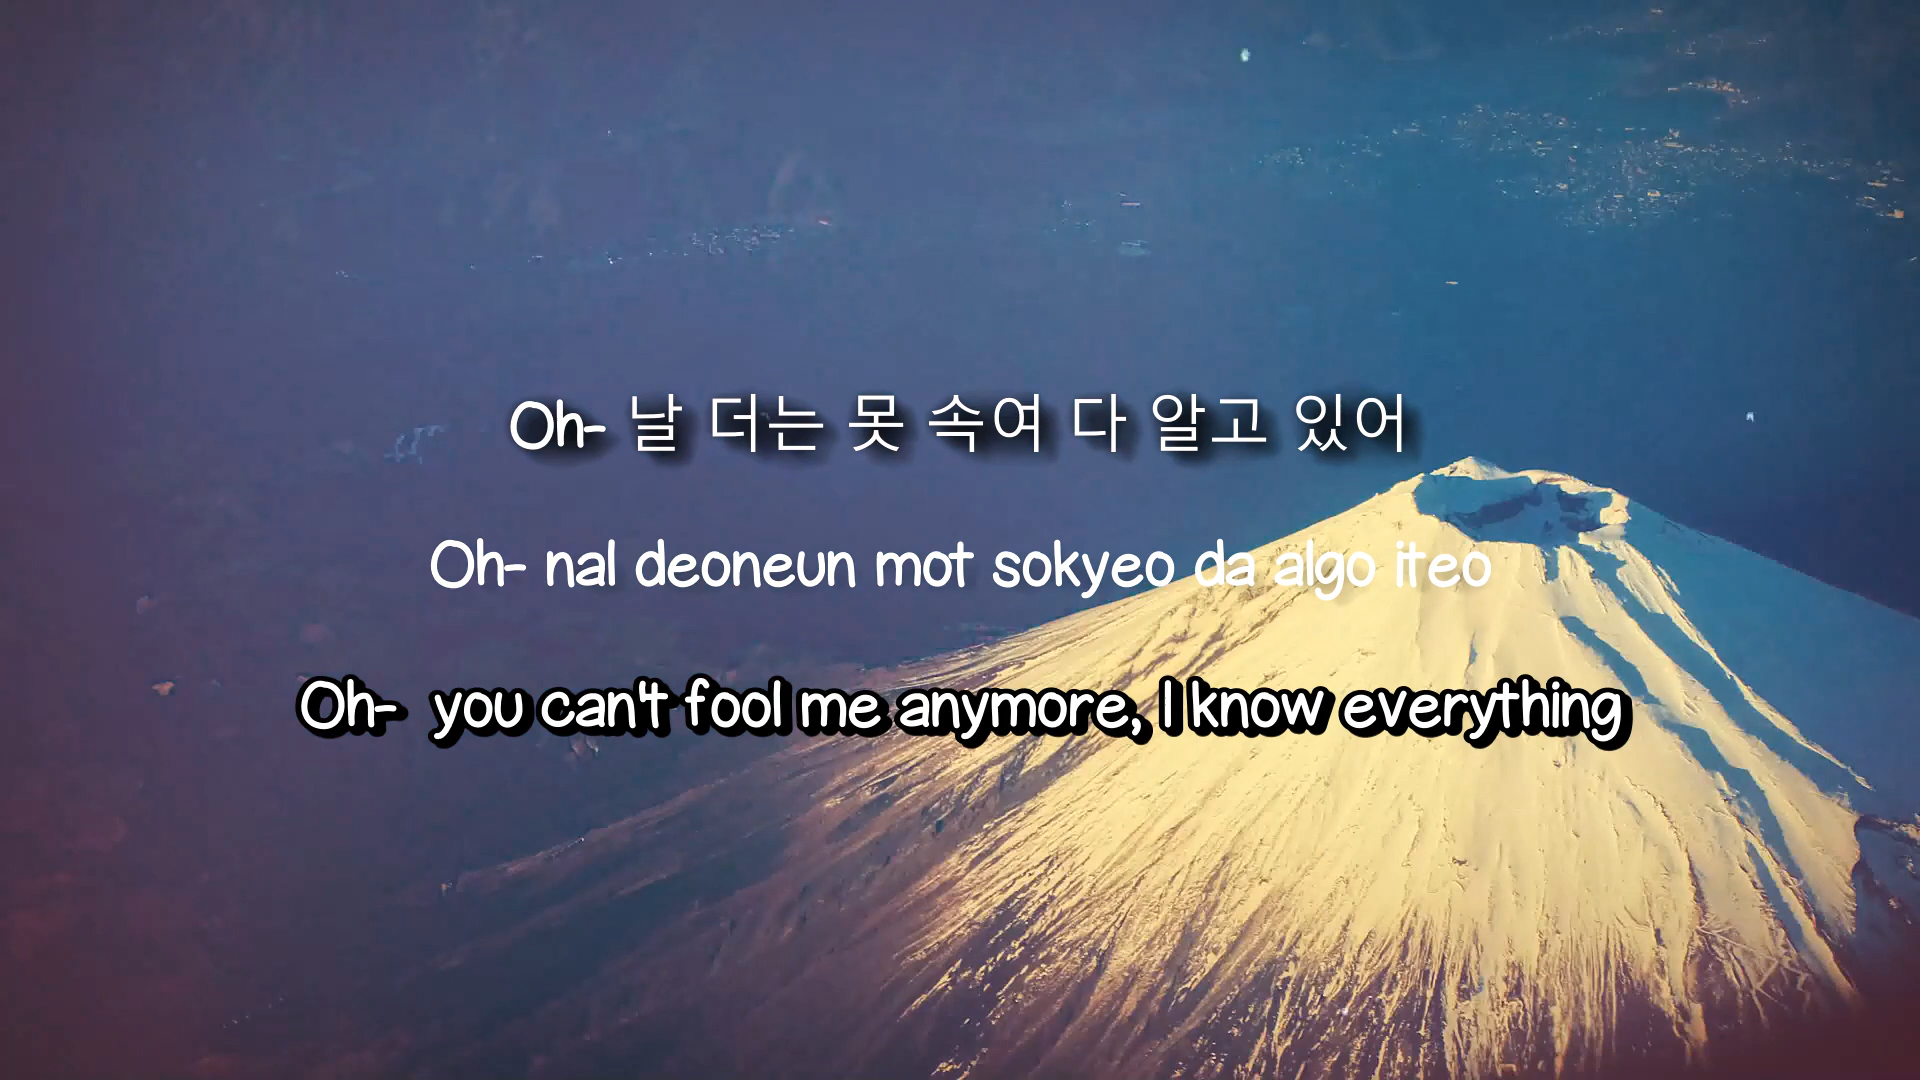 Oh- 날 더는 못 속여 다 알고 있어
Oh- nal deoneun mot sokyeo da algo iteo
Oh- you can't fool me anymore, I know everything